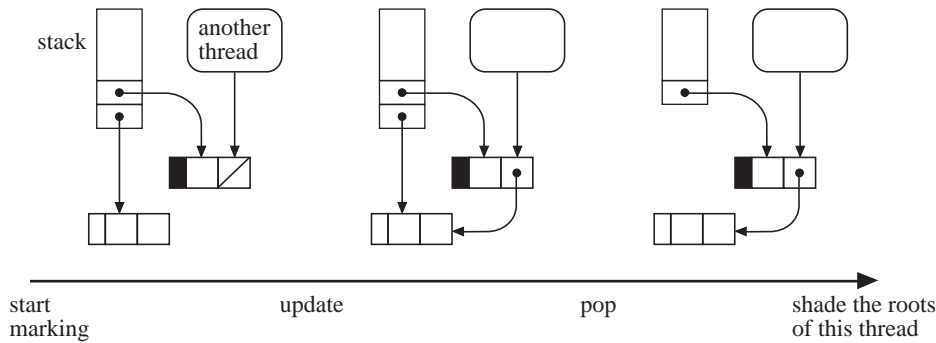 stack
another
thread
start
marking
update
pop
shade the roots
of this thread